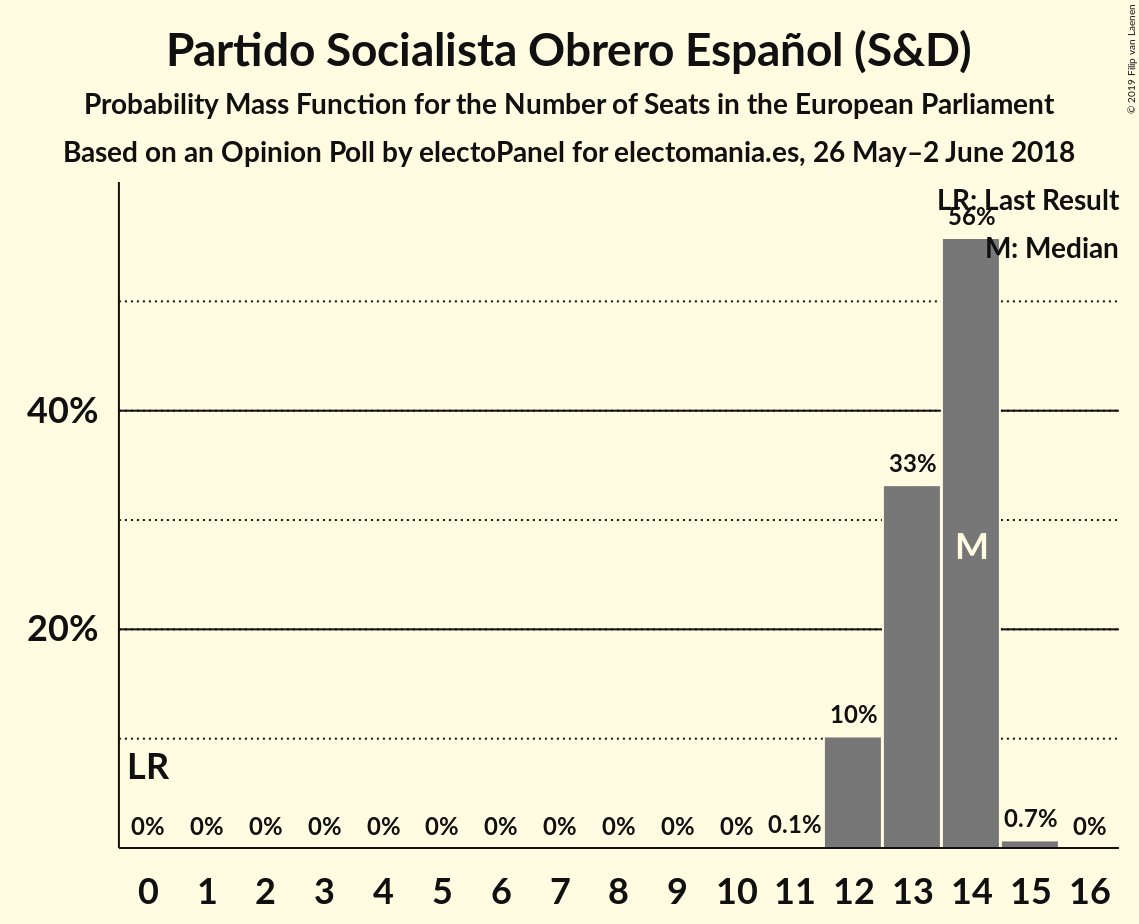 Partido Socialista Obrero Español (S&D)
Probability Mass Function for the Number of Seats in the European Parliament
Based on an Opinion Poll by electoPanel for electomania.es, 26 May–2 June 2018
© 2019 Filip van Laenen
LR: Last Result
M: Median
56%
40%
33%
M
20%
10%
LR
0% 0% 0% 0% 0% 0% 0% 0% 0% 0% 0% 0.1% 0.7% 0%
0 1 2 3 4 5 6 7 8 9 10 11 12 13 14 15 16